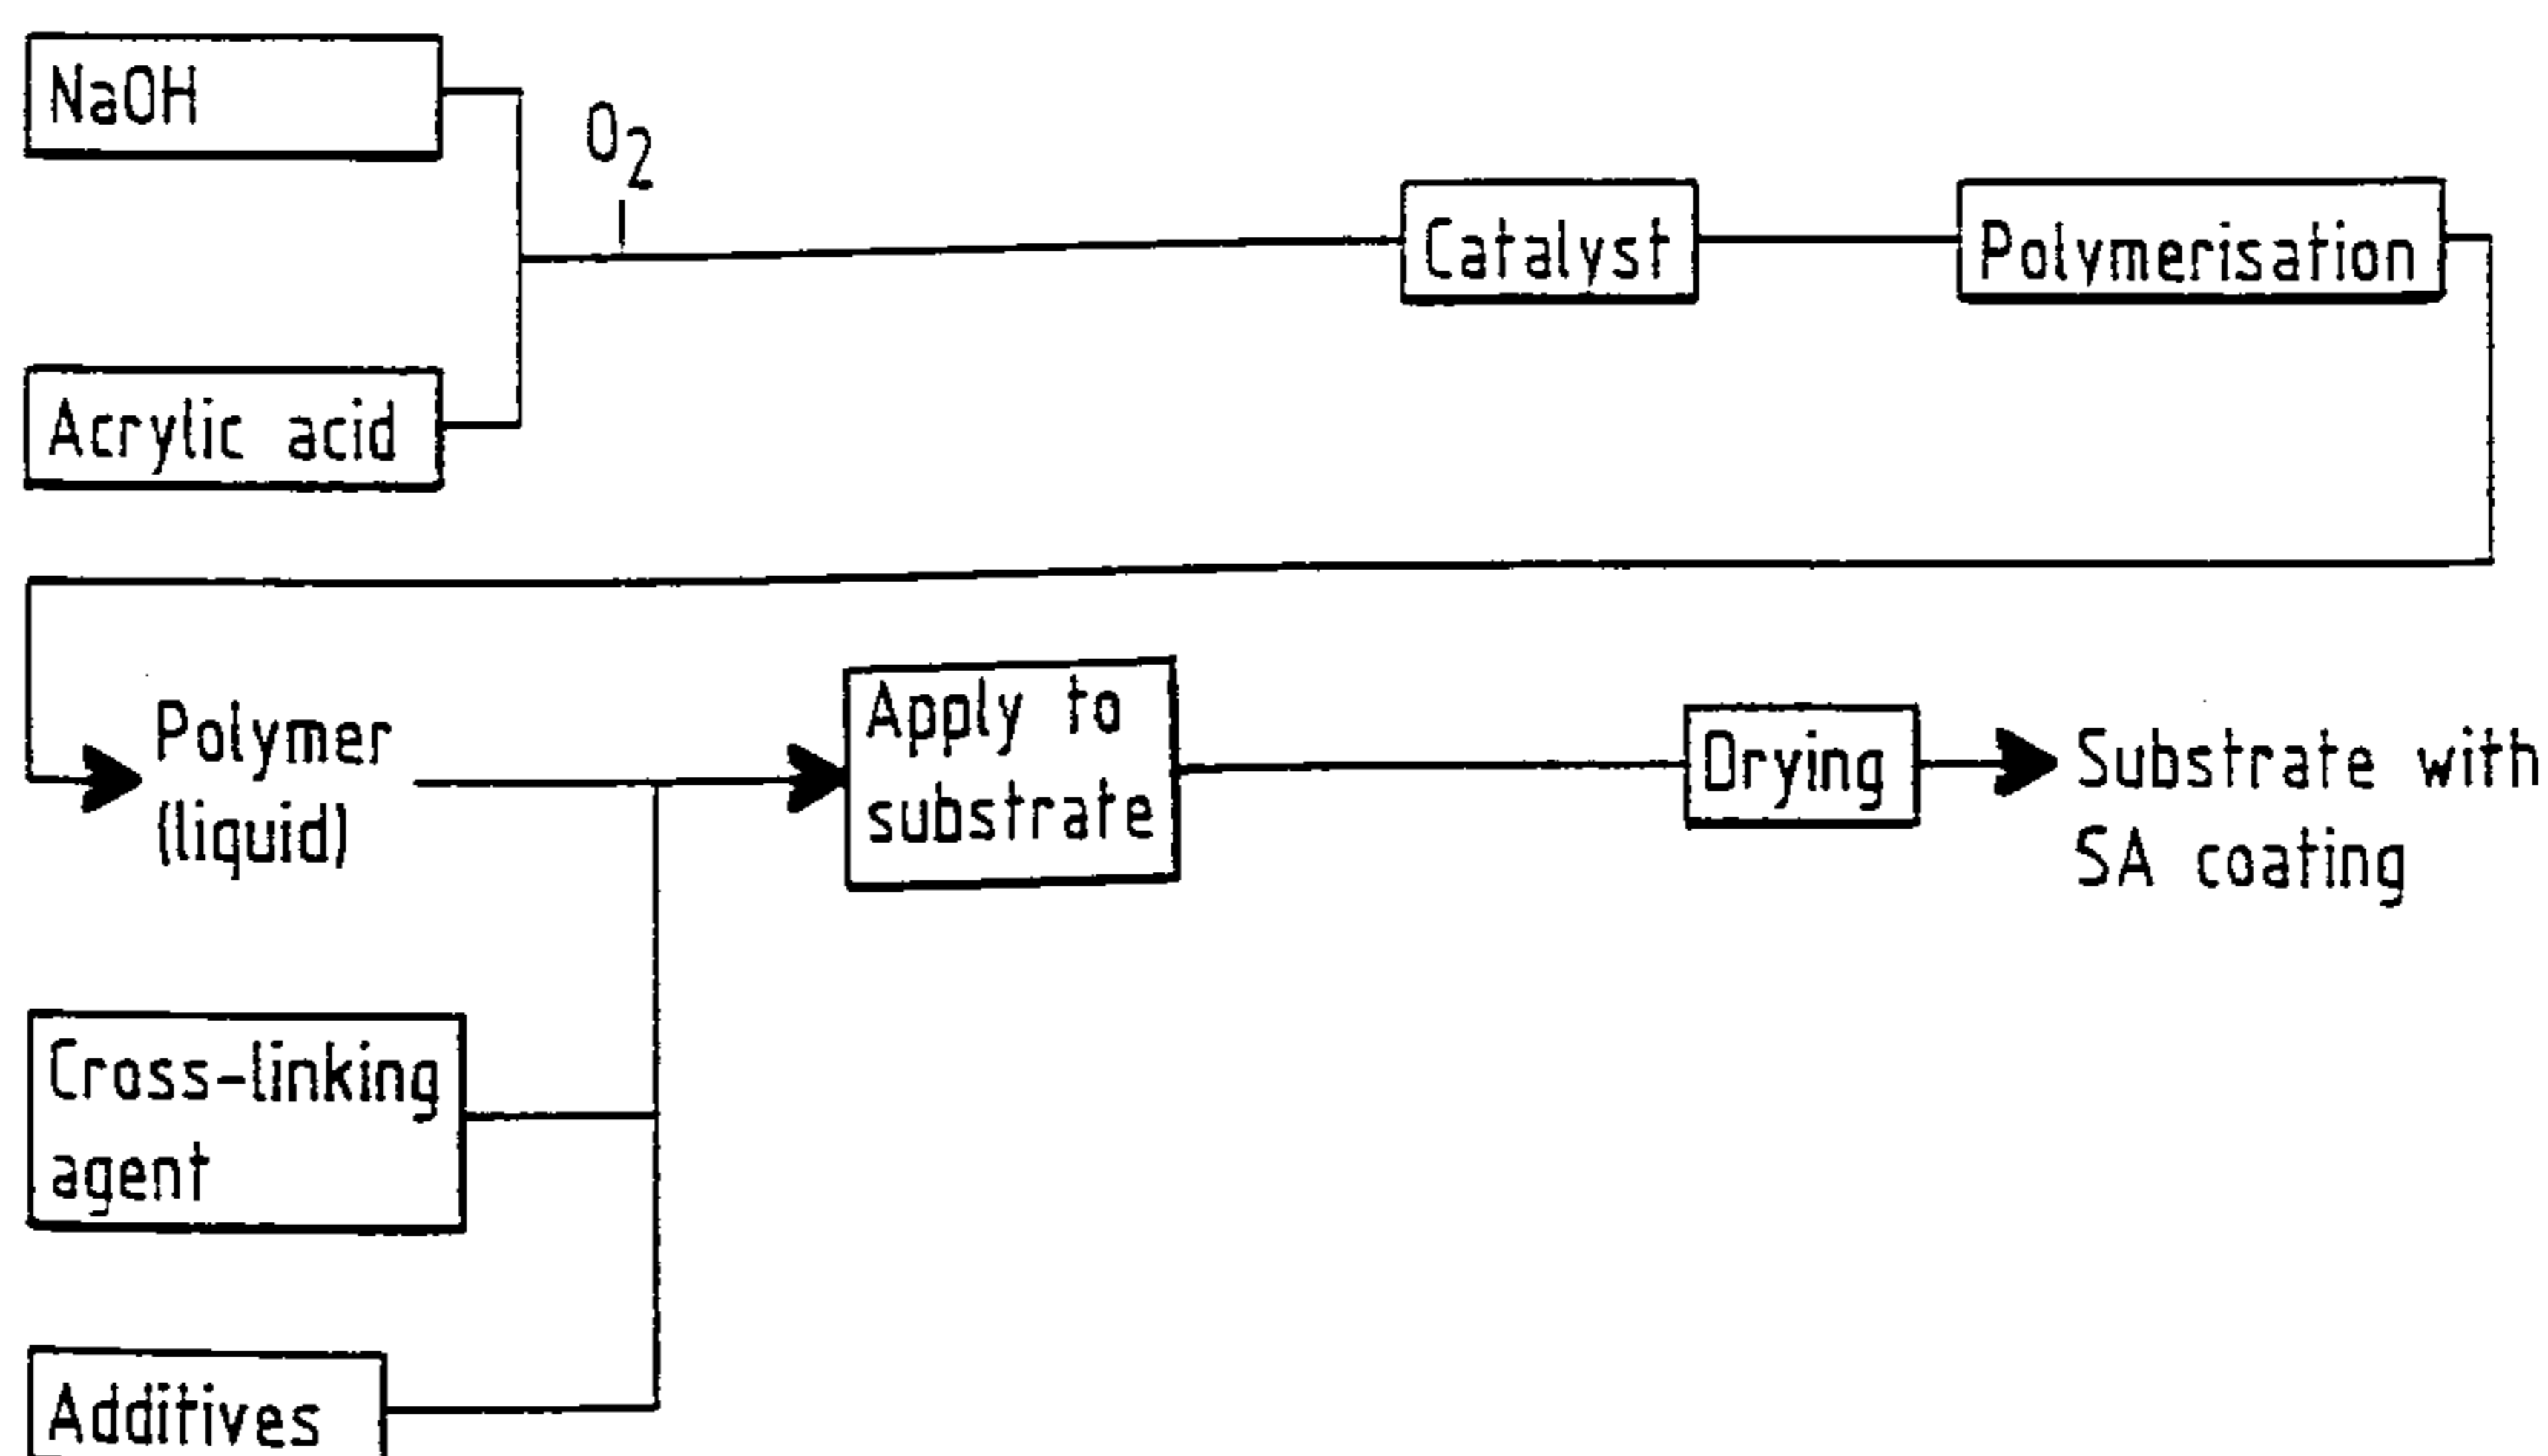 NaOH
O₂
Catalyst
Polymerisation
Acrylic acid
Polymer
(liquid)
Apply to
substrate
Drying
Substrate with
SA coating
Cross-linking
agent
Additives